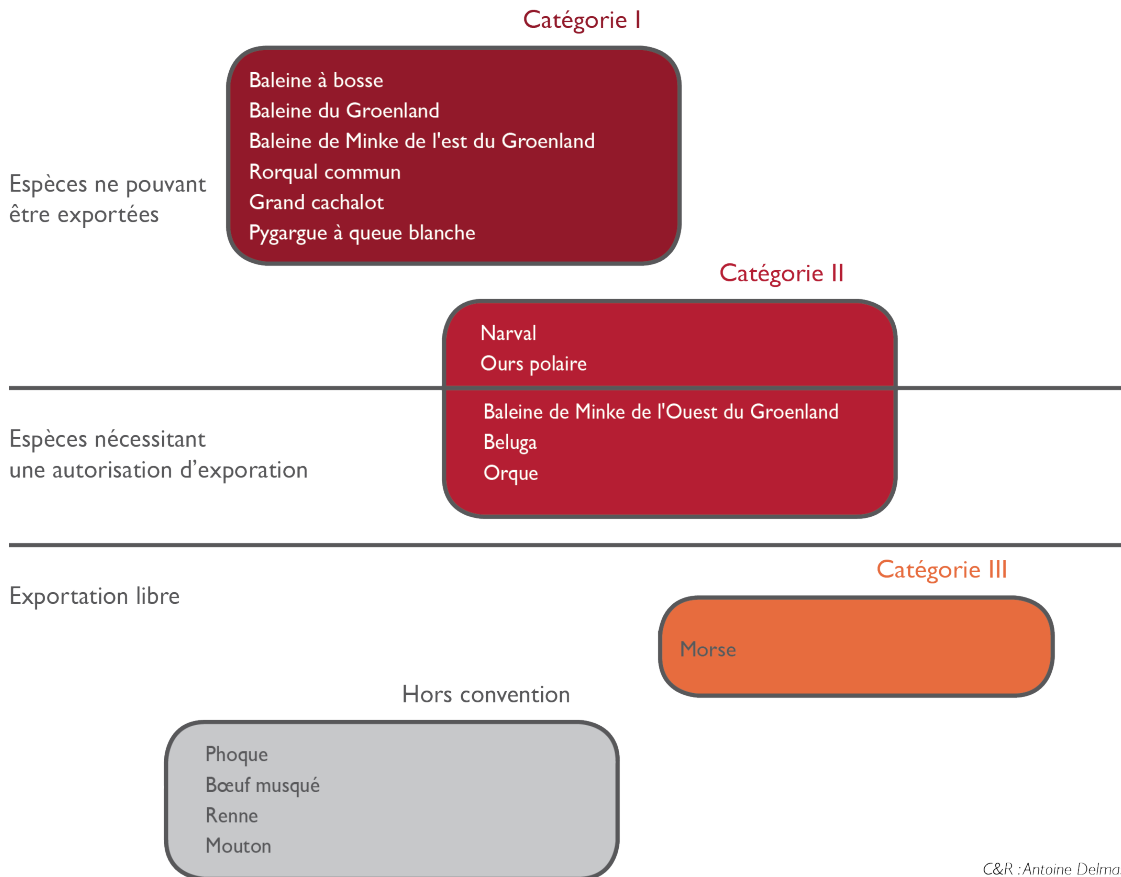 Catégorie I
Baleine à bosse
Baleine du Groenland
Baleine de Minke de l'est du Groenland
Rorqual commun
Grand cachalot
Pygargue à queue blanche
Espèces ne pouvant
être exportées
Catégorie II
Narval
Ours polaire
Baleine de Minke de l'Ouest du Groenland
Beluga
Orque
Espèces nécessitant
une autorisation d’exporation
Catégorie III
Exportation libre
Morse
Hors convention
Phoque
Bœuf musqué
Renne
Mouton
C&R : Antoine Delmas